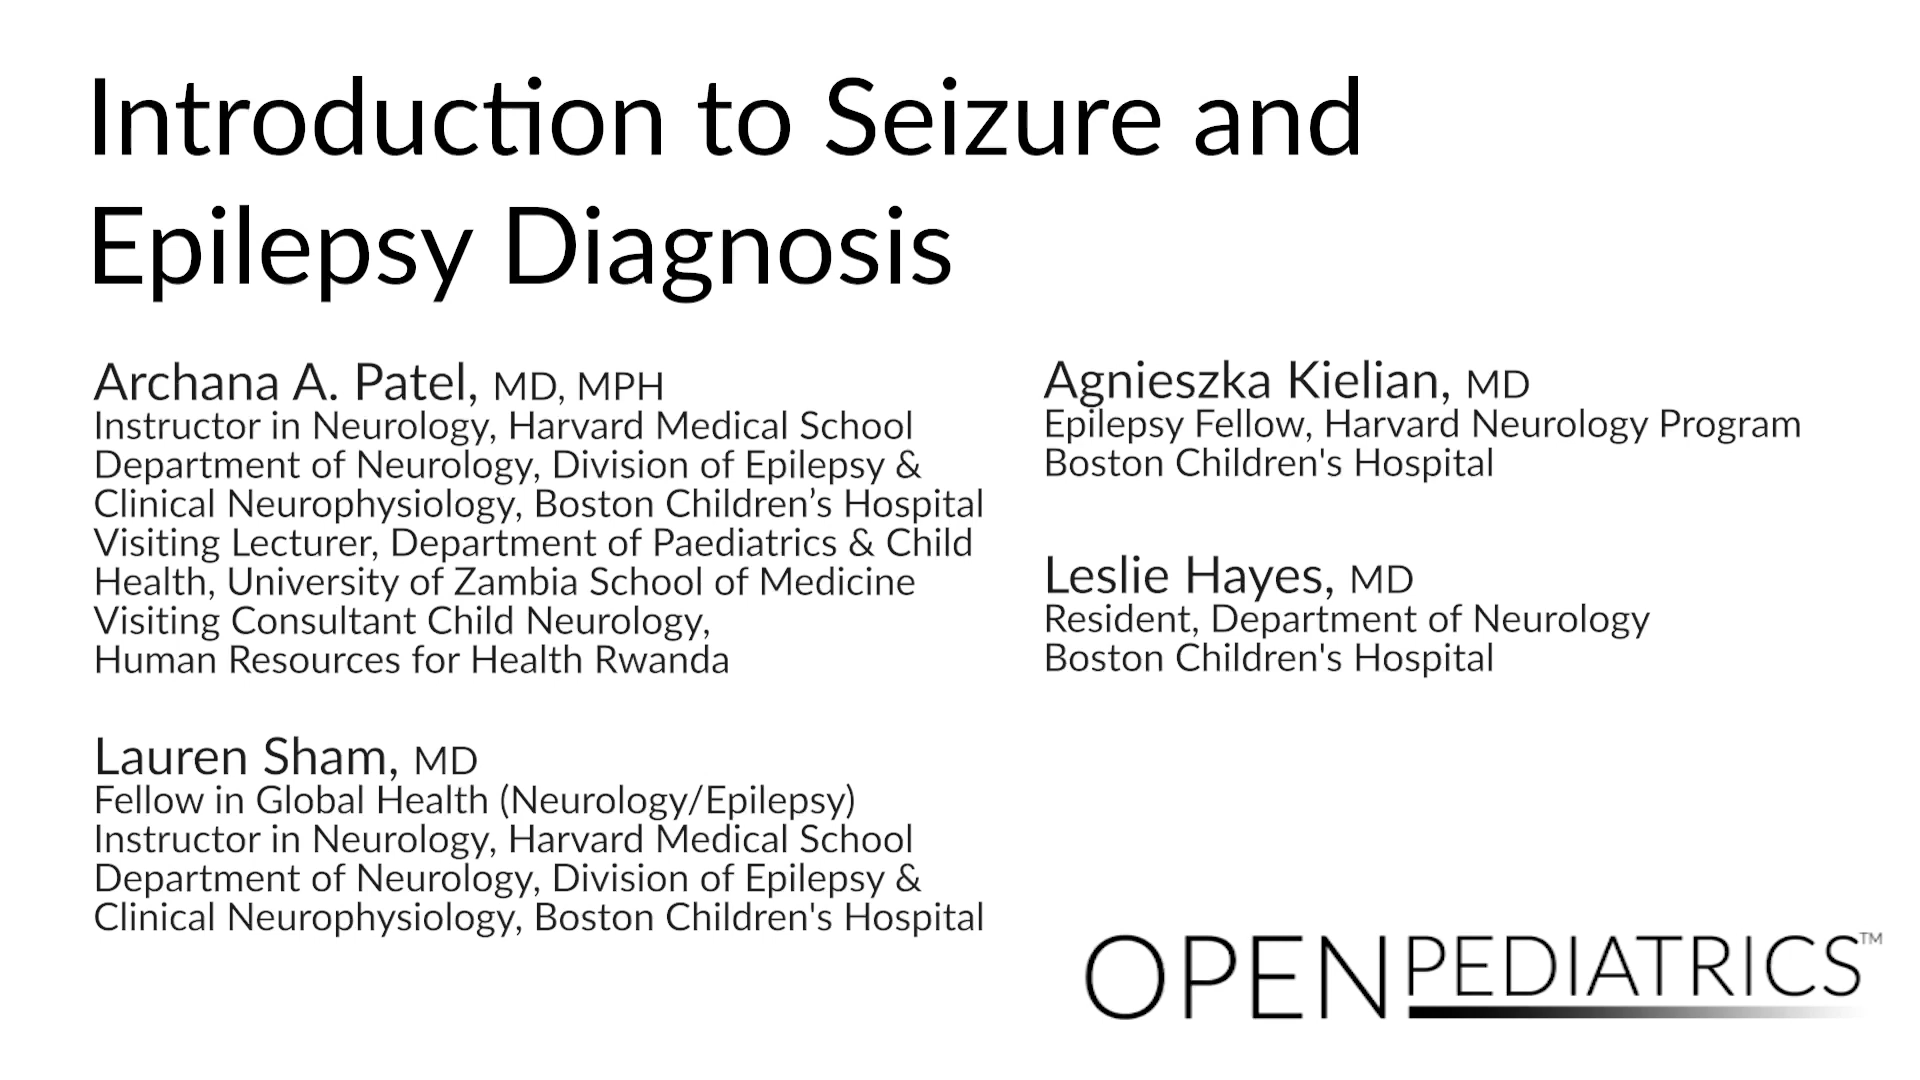 Introduction to Seizure and
Epilepsy Diagnosis
Archana A. Patel, MD, MPH
Instructor in Neurology, Harvard Medical School
Department of Neurology, Division of Epilepsy &
Clinical Neurophysiology, Boston Children’s Hospital
Visiting Lecturer, Department of Paediatrics & Child
Health, University of Zambia School of Medicine
Visiting Consultant Child Neurology,
Human Resources for Health Rwanda
Lauren Sham, MD
Fellow in Global Health (Neurology/Epilepsy)
Instructor in Neurology, Harvard Medical School
Department of Neurology, Division of Epilepsy &
Clinical Neurophysiology, Boston Children's Hospital
Agnieszka Kielian, MD
Epilepsy Fellow, Harvard Neurology Program
Boston Children's Hospital
Leslie Hayes, MD
Resident, Department of Neurology
Boston Children's Hospital
OPENPEDIATRICS™